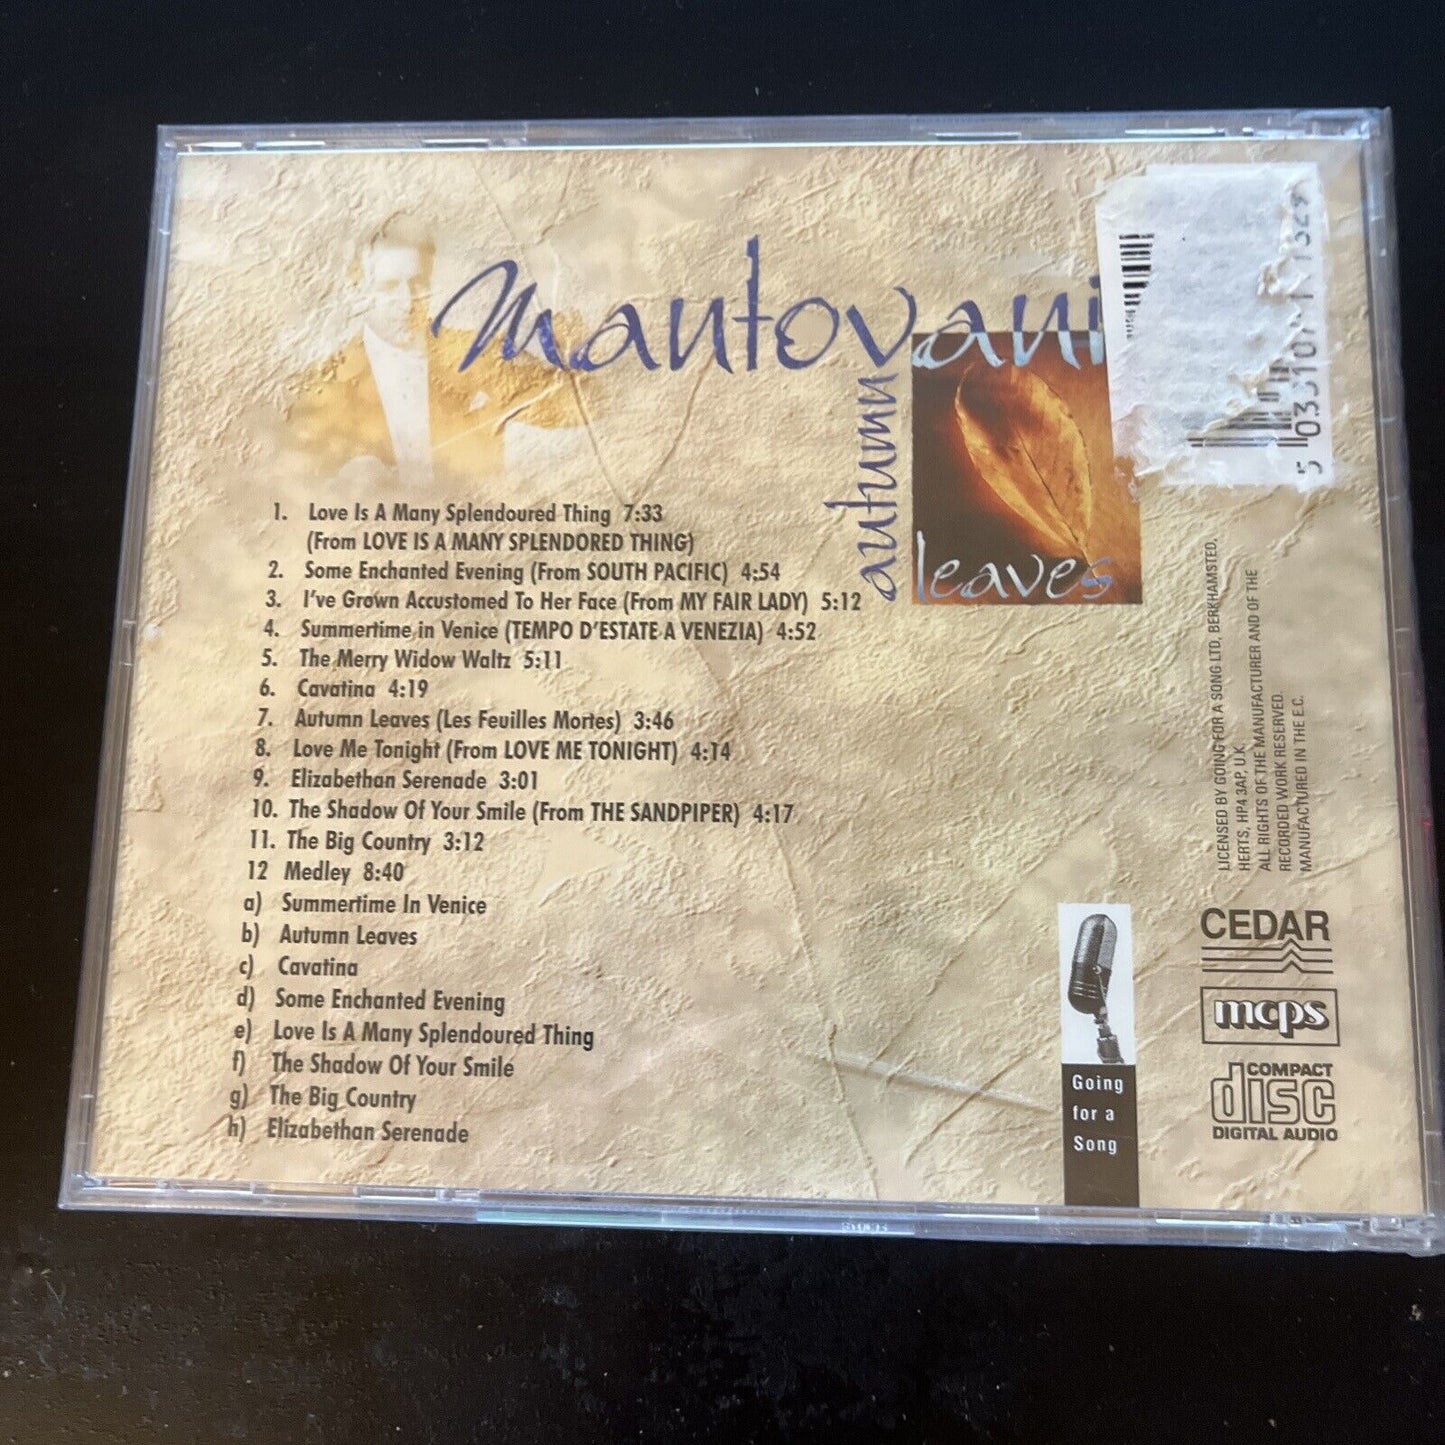 Mantovani
autumn
leaves
1. Love Is A Many Splendoured Thing 7:33
(From LOVE IS A MANY SPLENDORED THING)
2. Some Enchanted Evening (From SOUTH PACIFIC) 4:54
3. I've Grown Accustomed To Her Face (From MY FAIR LADY) 5:12
4. Summertime in Venice (TEMPO D'ESTATE A VENEZIA) 4:52
5. The Merry Widow Waltz 5:11
6. Cavatina 4:19
7. Autumn Leaves (Les Feuilles Mortes) 3:46
8. Love Me Tonight (From LOVE ME TONIGHT) 4:14
9. Elizabethan Serenade 3:01
10. The Shadow Of Your Smile (From THE SANDPIPER) 4:17
11. The Big Country 3:12
12 Medley 8:40
a) Summertime In Venice
b) Autumn Leaves
c) Cavatina
d) Some Enchanted Evening
e) Love Is A Many Splendoured Thing
f) The Shadow Of Your Smile
g) The Big Country
h) Elizabethan Serenade
LICENSED BY GOING FOR A SONG LTD, BERKHAMSTED,
HERTS, HP4 3AP, U.K.
ALL RIGHTS OF THE MANUFACTURER AND OF THE
RECORDED WORK RESERVED.
MANUFACTURED IN THE E.C.
CEDAR
mcps
COMPACT
disc
DIGITAL AUDIO
Going
for a
Song